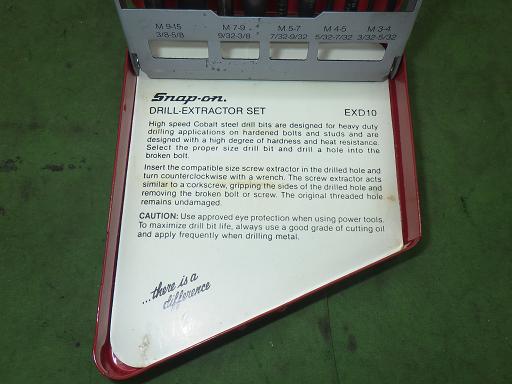 M 9-15 M 7-9 M 5-7 M 4-5 M 3-4
3/8-5/8 9/32-3/8 7/32-9/32 5/32-7/32 3/32-5/32
Snap-on.
DRILL-EXTRACTOR SET EXD10
High speed Cobalt steel drill bits are designed for heavy duty
drilling applications on hardened bolts and studs and are
designed with a high degree of hardness and heat resistance.
Select the proper size drill bit and drill a hole into the
broken bolt.
Insert the compatible size screw extractor in the drilled hole and
turn counterclockwise with a wrench. The screw extractor acts
similar to a corkscrew, gripping the sides of the drilled hole and
removing the broken bolt or screw. The original threaded hole
remains undamaged.
CAUTION: Use approved eye protection when using power tools.
To maximize drill bit life, always use a good grade of cutting oil
and apply frequently when drilling metal.
...there is a
difference